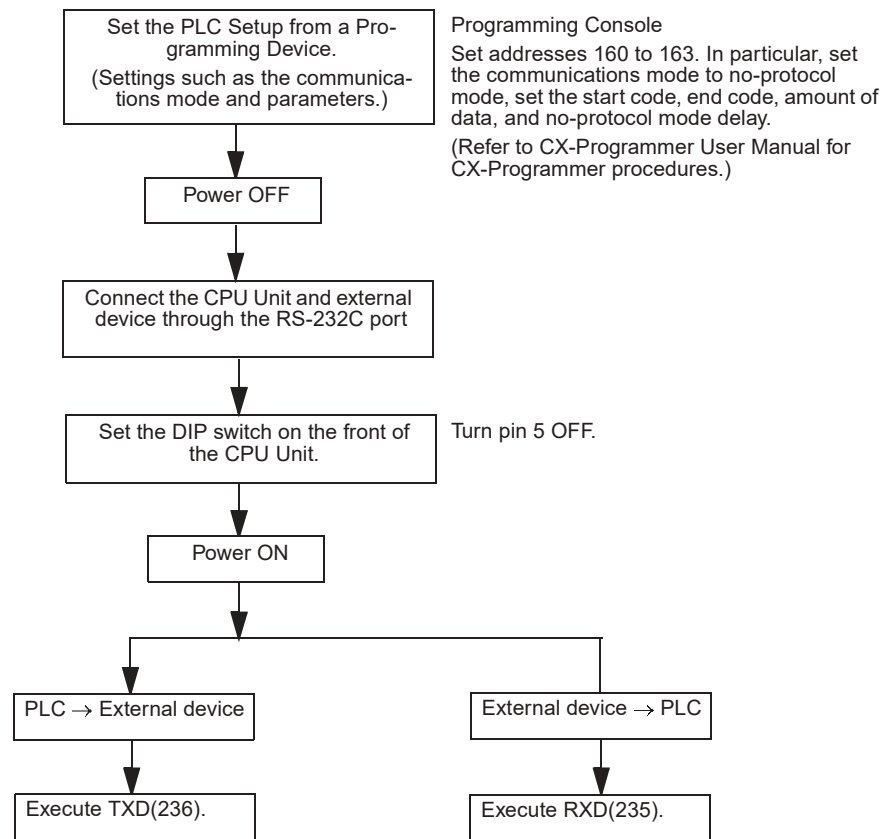 Set the PLC Setup from a Pro-
gramming Device.
(Settings such as the communica-
tions mode and parameters.)
Programming Console
Set addresses 160 to 163. In particular, set
the communications mode to no-protocol
mode, set the start code, end code, amount of
data, and no-protocol mode delay.
(Refer to CX-Programmer User Manual for
CX-Programmer procedures.)
Power OFF
Connect the CPU Unit and external
device through the RS-232C port
Set the DIP switch on the front of
the CPU Unit.
Turn pin 5 OFF.
Power ON
PLC → External device
External device → PLC
Execute TXD(236).
Execute RXD(235).